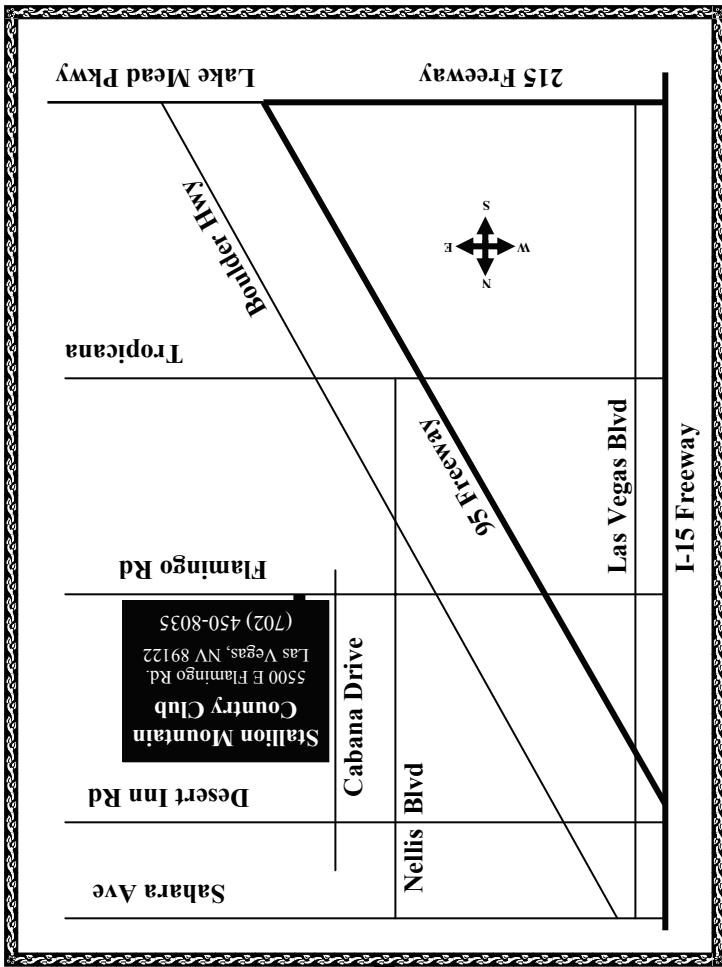 Sahara Ave
Desert Inn Rd
Nellis Blvd
Cabana Drive
Stallion Mountain
Country Club
5500 E Flamingo Rd.
Las Vegas, NV 89122
(702) 450-8035
Flamingo Rd
I-15 Freeway
Las Vegas Blvd
95 Freeway
Tropicana
Boulder Hwy
N
W
E
S
215 Freeway
Lake Mead Pkwy